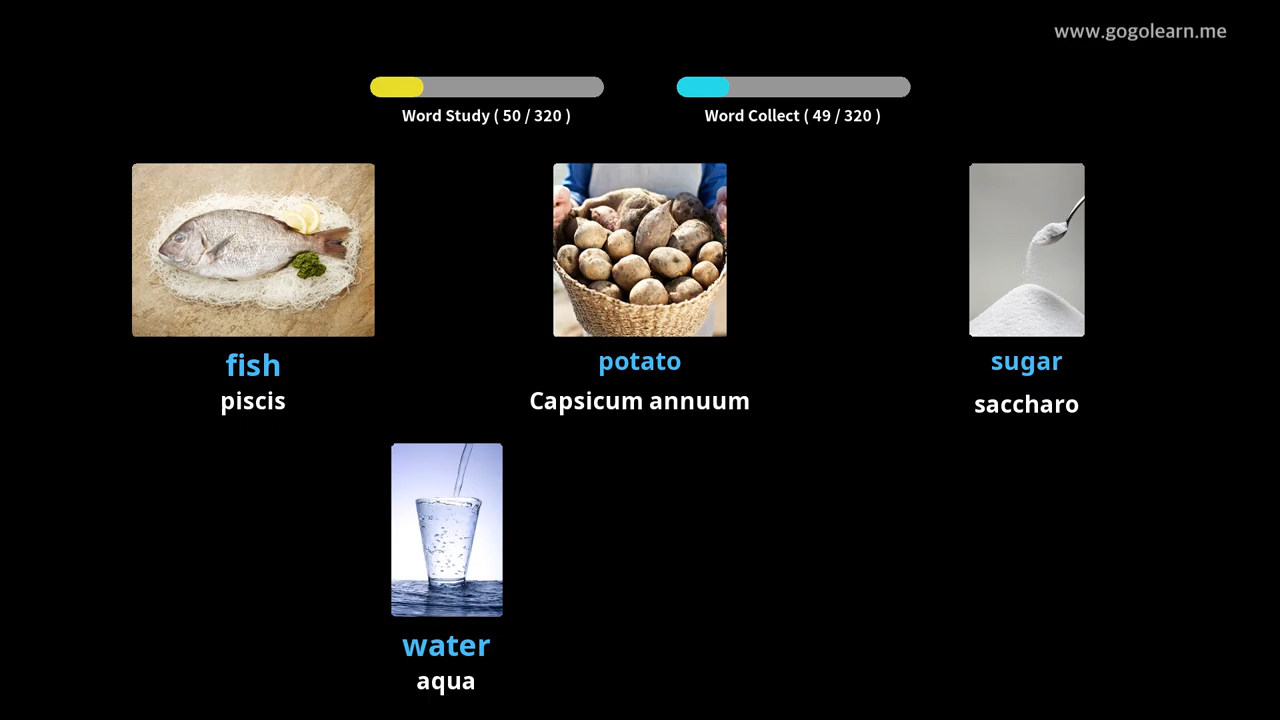 www.gogolearn.me
Word Study ( 50 / 320 )
Word Collect ( 49 / 320 )
fish
piscis
potato
Capsicum annuum
sugar
saccharo
water
aqua